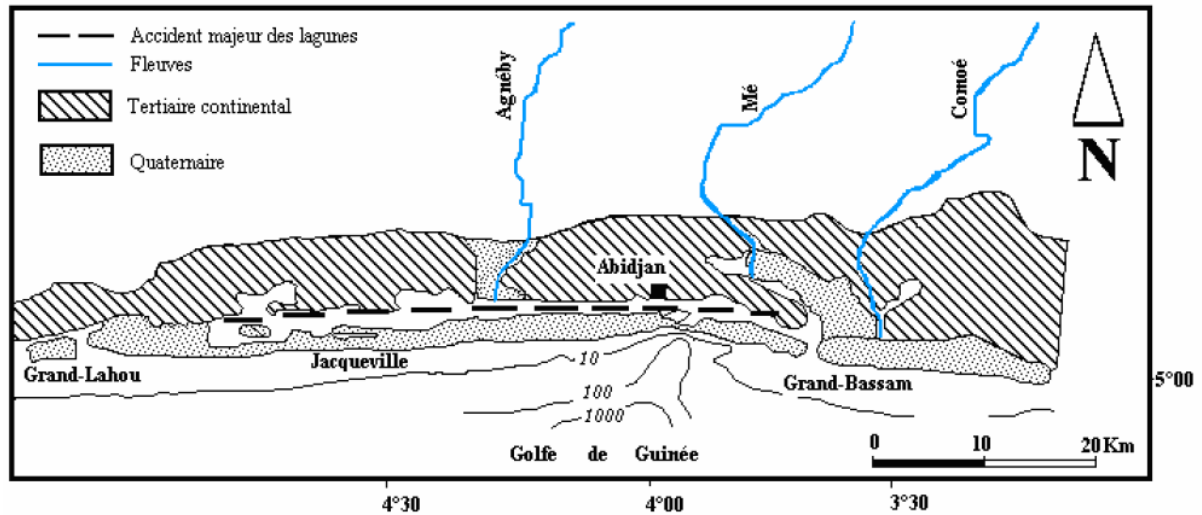 Accident majeur des lagunes
Fleuves
Tertiaire continental
Quaternaire
Agnéby
Mé
Comoé
N
Abidjan
Jacqueville
Grand-Lahou
Grand-Bassam
10
100
1000
5°00
Golfe de Guinée
0 10 20 Km
4°30 4°00 3°30